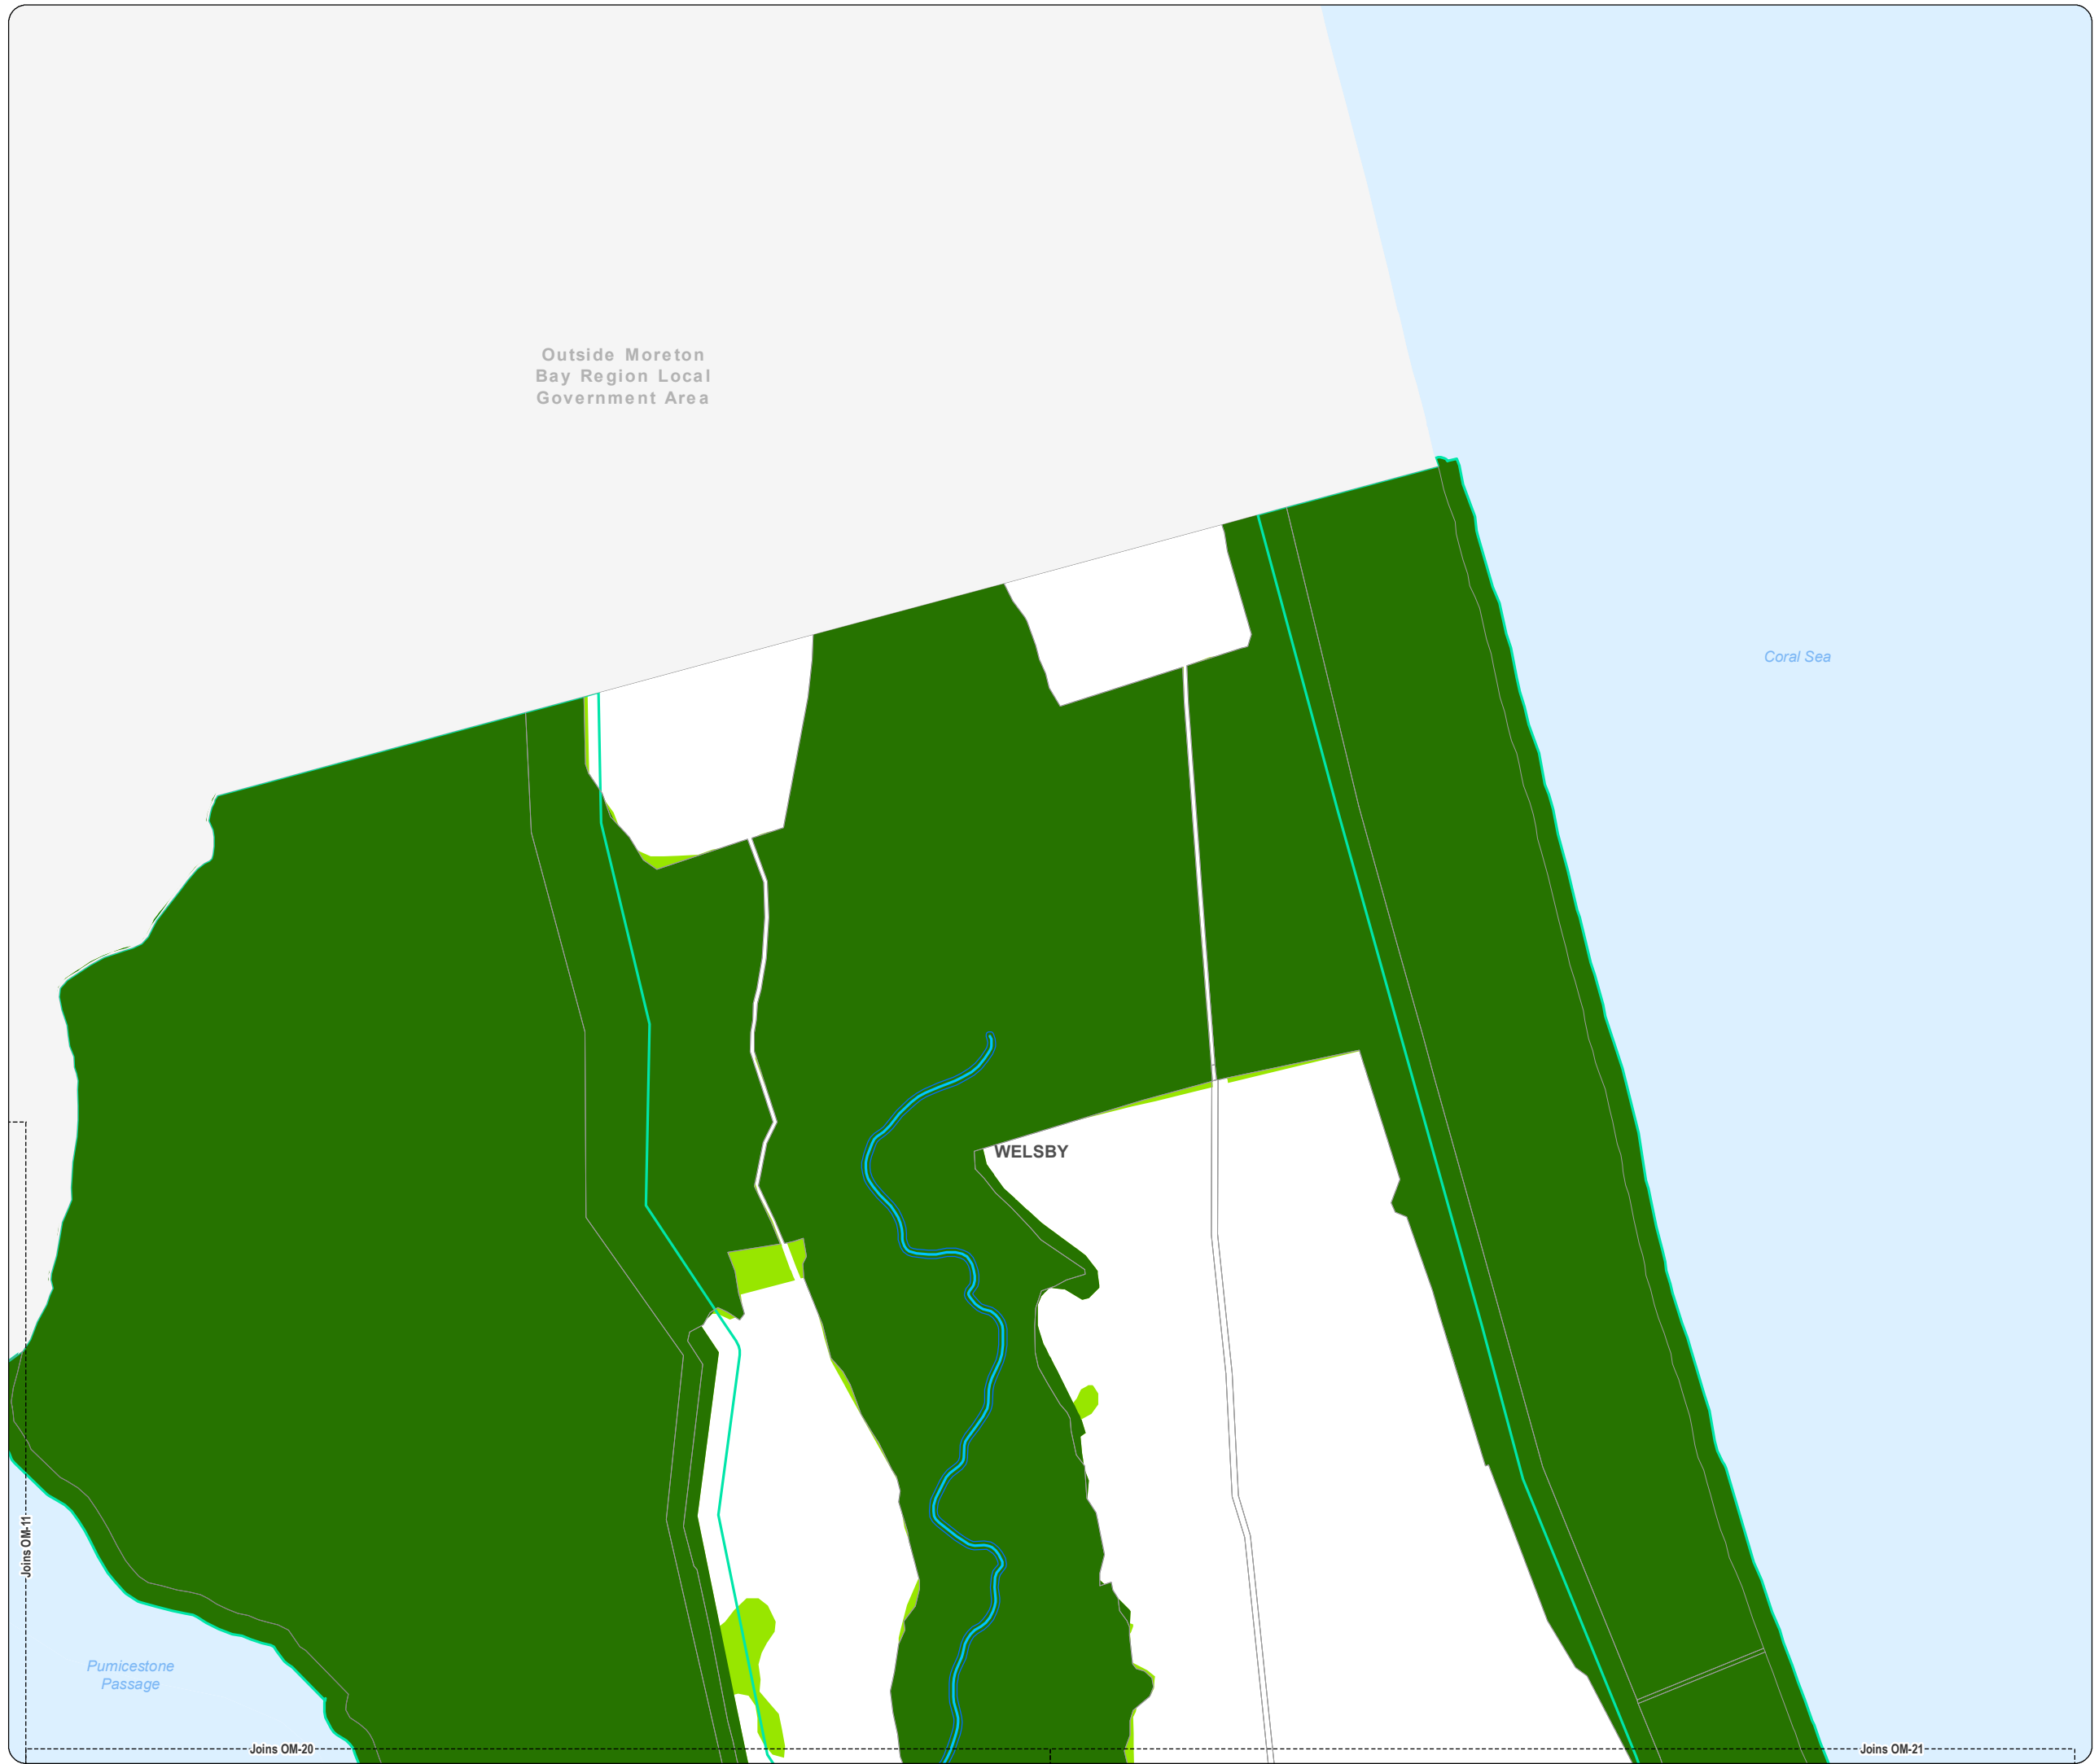 Outside Moreton
Bay Region Local
Government Area
Coral Sea
WELSBY
Joins OM-11
Pumicestone
Passage
Joins OM-20
Joins OM-21